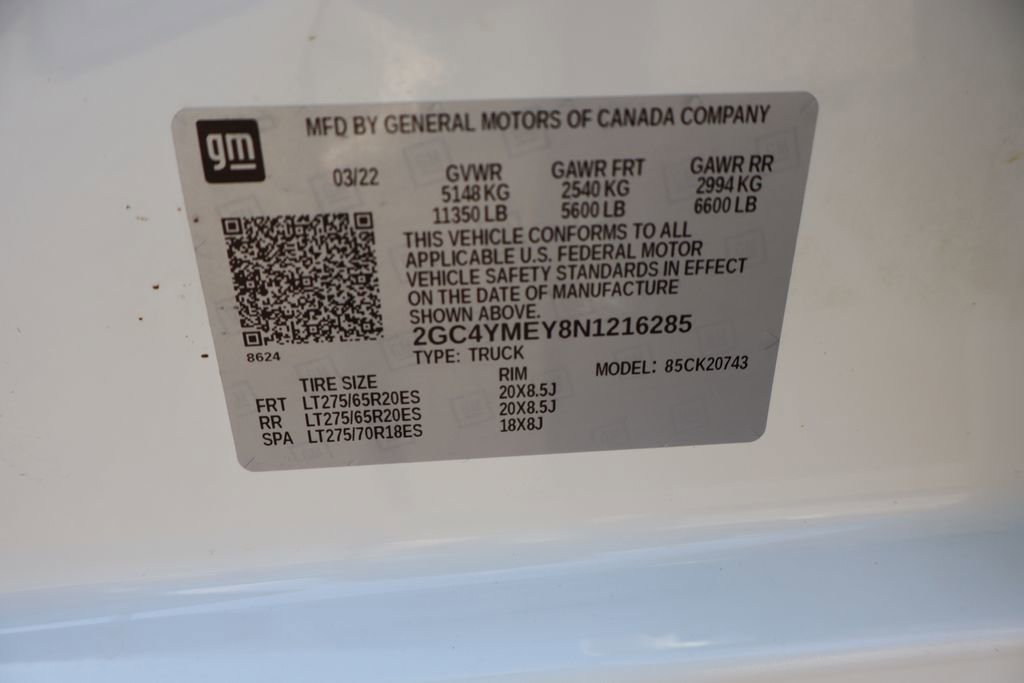 gm
MFD BY GENERAL MOTORS OF CANADA COMPANY
03/22 GVWR GAWR FRT GAWR RR
5148 KG 2540 KG 2994 KG
11350 LB 5600 LB 6600 LB
THIS VEHICLE CONFORMS TO ALL
APPLICABLE U.S. FEDERAL MOTOR
VEHICLE SAFETY STANDARDS IN EFFECT
ON THE DATE OF MANUFACTURE
SHOWN ABOVE.
2GC4YMEY8N1216285
8624
TYPE: TRUCK MODEL: 85CK20743
TIRE SIZE RIM
FRT LT275/65R20ES 20X8.5J
RR LT275/65R20ES 20X8.5J
SPA LT275/70R18ES 18X8J